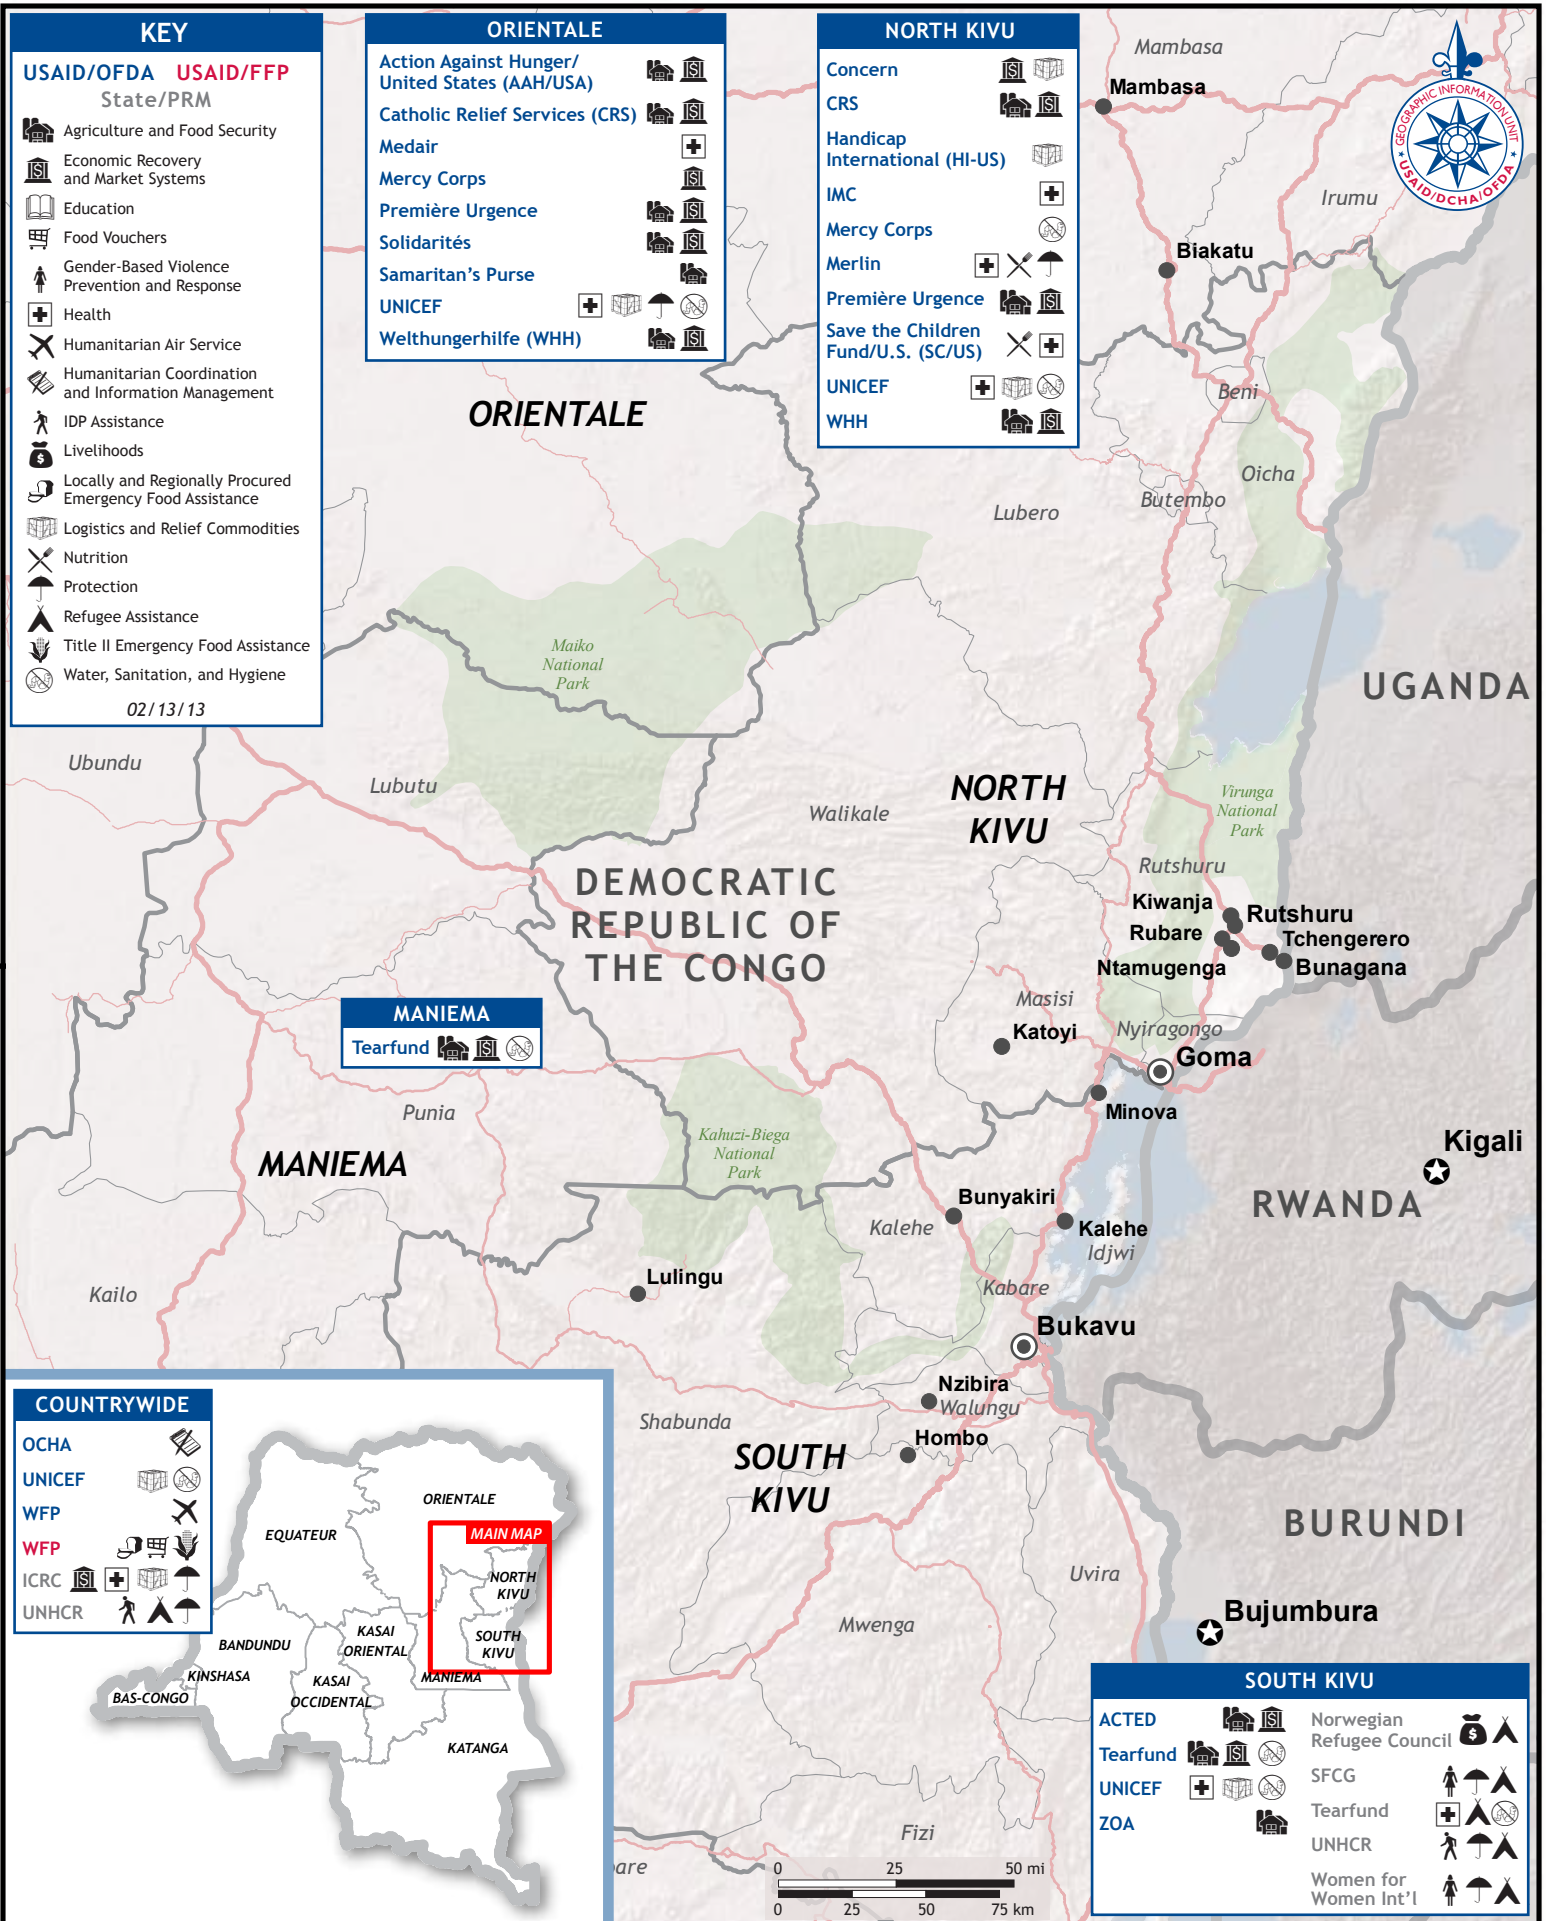 KEY
USAID/OFDA USAID/FFP
State/PRM
Agriculture and Food Security
Economic Recovery
and Market Systems
Education
Food Vouchers
Gender-Based Violence
Prevention and Response
Health
Humanitarian Air Service
Humanitarian Coordination
and Information Management
IDP Assistance
Livelihoods
Locally and Regionally Procured
Emergency Food Assistance
Logistics and Relief Commodities
Nutrition
Protection
Refugee Assistance
Title II Emergency Food Assistance
Water, Sanitation, and Hygiene
02/13/13
ORIENTALE
Action Against Hunger/
United States (AAH/USA)
Catholic Relief Services (CRS)
Medair
Mercy Corps
Première Urgence
Solidarités
Samaritan's Purse
UNICEF
Welthungerhilfe (WHH)
NORTH KIVU
Concern
CRS
Handicap
International (HI-US)
IMC
Mercy Corps
Merlin
Première Urgence
Save the Children
Fund/U.S. (SC/US)
UNICEF
WHH
GEOGRAPHIC INFORMATION UNIT
USAID/DCHA/OFDA
Mambasa
Mambasa
Irumu
Biakatu
Beni
ORIENTALE
Oicha
Butembo
Lubero
Maiko
National
Park
UGANDA
Ubundu
Lubutu
NORTH
KIVU
Walikale
Virunga
National
Park
Rutshuru
DEMOCRATIC
REPUBLIC OF
THE CONGO
Kiwanja
Rutshuru
Rubare
Tchengerero
Ntamugenga
Bunagana
Masisi
Katoyi
Nyiragongo
Goma
MANIEMA
Tearfund
Minova
Punia
Kahuzi-Biega
National
Park
MANIEMA
Kigali
RWANDA
Bunyakiri
Kalehe
Kalehe
Idjwi
Lulingu
Kabare
Kailo
Bukavu
Nzibira
Walungu
Shabunda
Hombo
SOUTH
KIVU
BURUNDI
Uvira
Bujumbura
Mwenga
Fizi
bare
COUNTRYWIDE
OCHA
UNICEF
WFP
WFP
ICRC
UNHCR
ORIENTALE
EQUATEUR
MAIN MAP
NORTH
KIVU
KASAI
ORIENTAL
SOUTH
KIVU
BANDUNDU
KINSHASA
MANIEMA
KASAI
OCCIDENTAL
BAS-CONGO
KATANGA
SOUTH KIVU
ACTED
Tearfund
UNICEF
ZOA
Norwegian
Refugee Council
SFCG
Tearfund
UNHCR
Women for
Women Int'l
0 25 50 mi
0 25 50 75 km